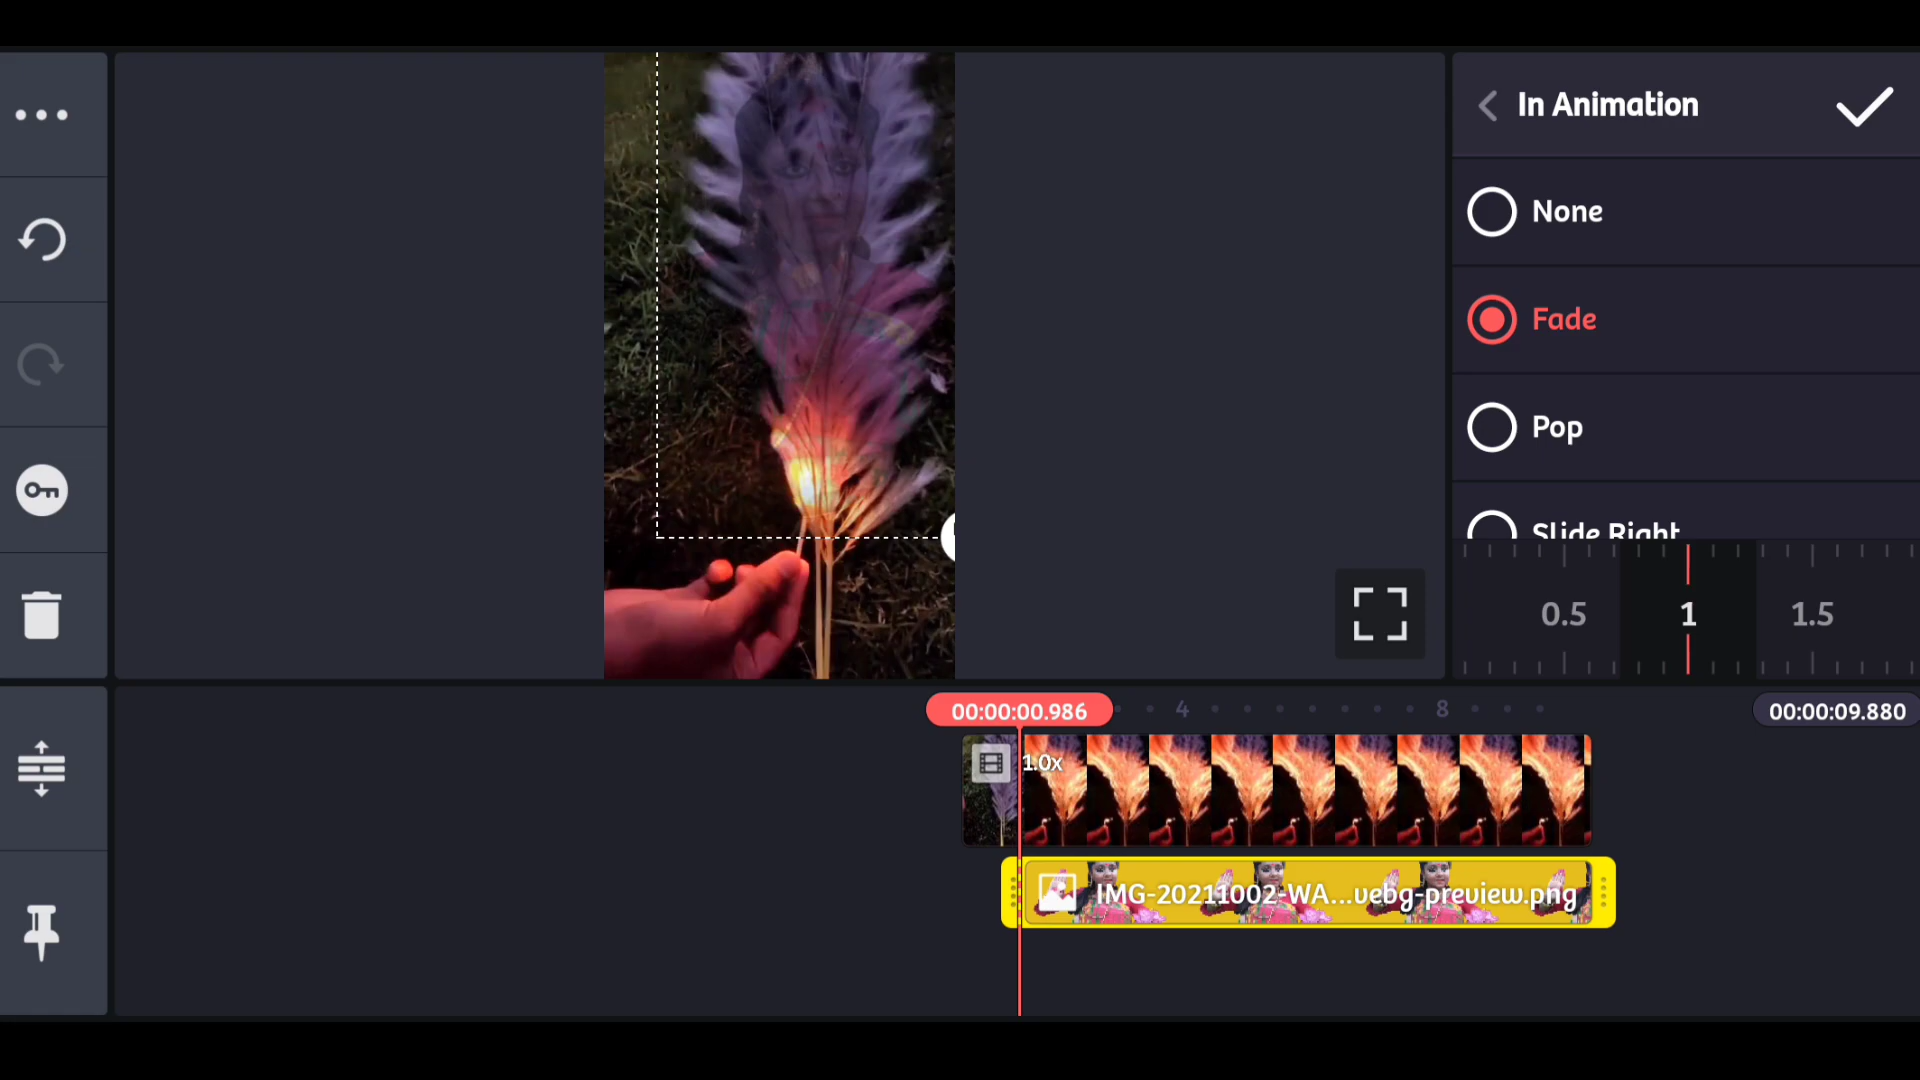 In Animation
None
Fade
Pop
Slide Right
0.5
1
1.5
00:00:00.986
4
8
00:00:09.880
1.0x
IMG-20211002-WA...vebg-preview.png